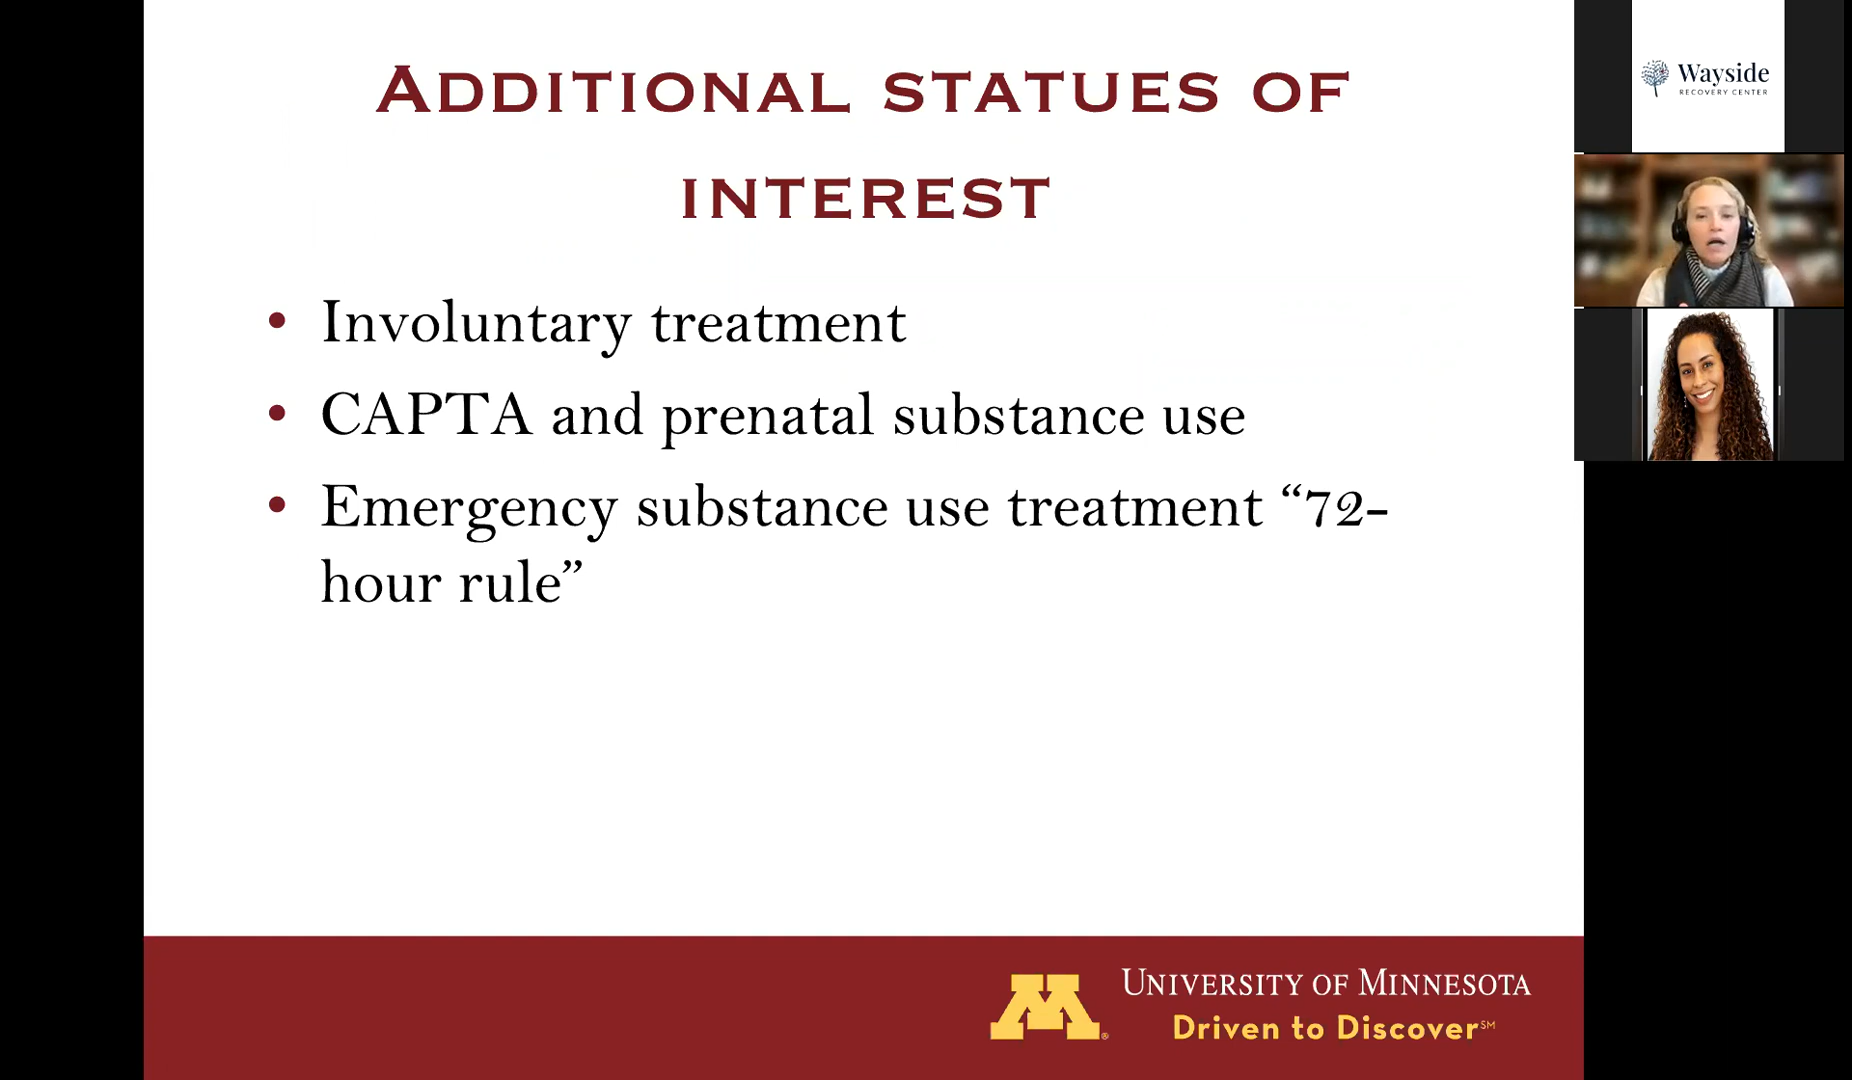 ADDITIONAL STATUES OF
INTEREST
• Involuntary treatment
• CAPTA and prenatal substance use
• Emergency substance use treatment “72-
hour rule”
UNIVERSITY OF MINNESOTA
Driven to Discover℠
M®
Wayside
RECOVERY CENTER